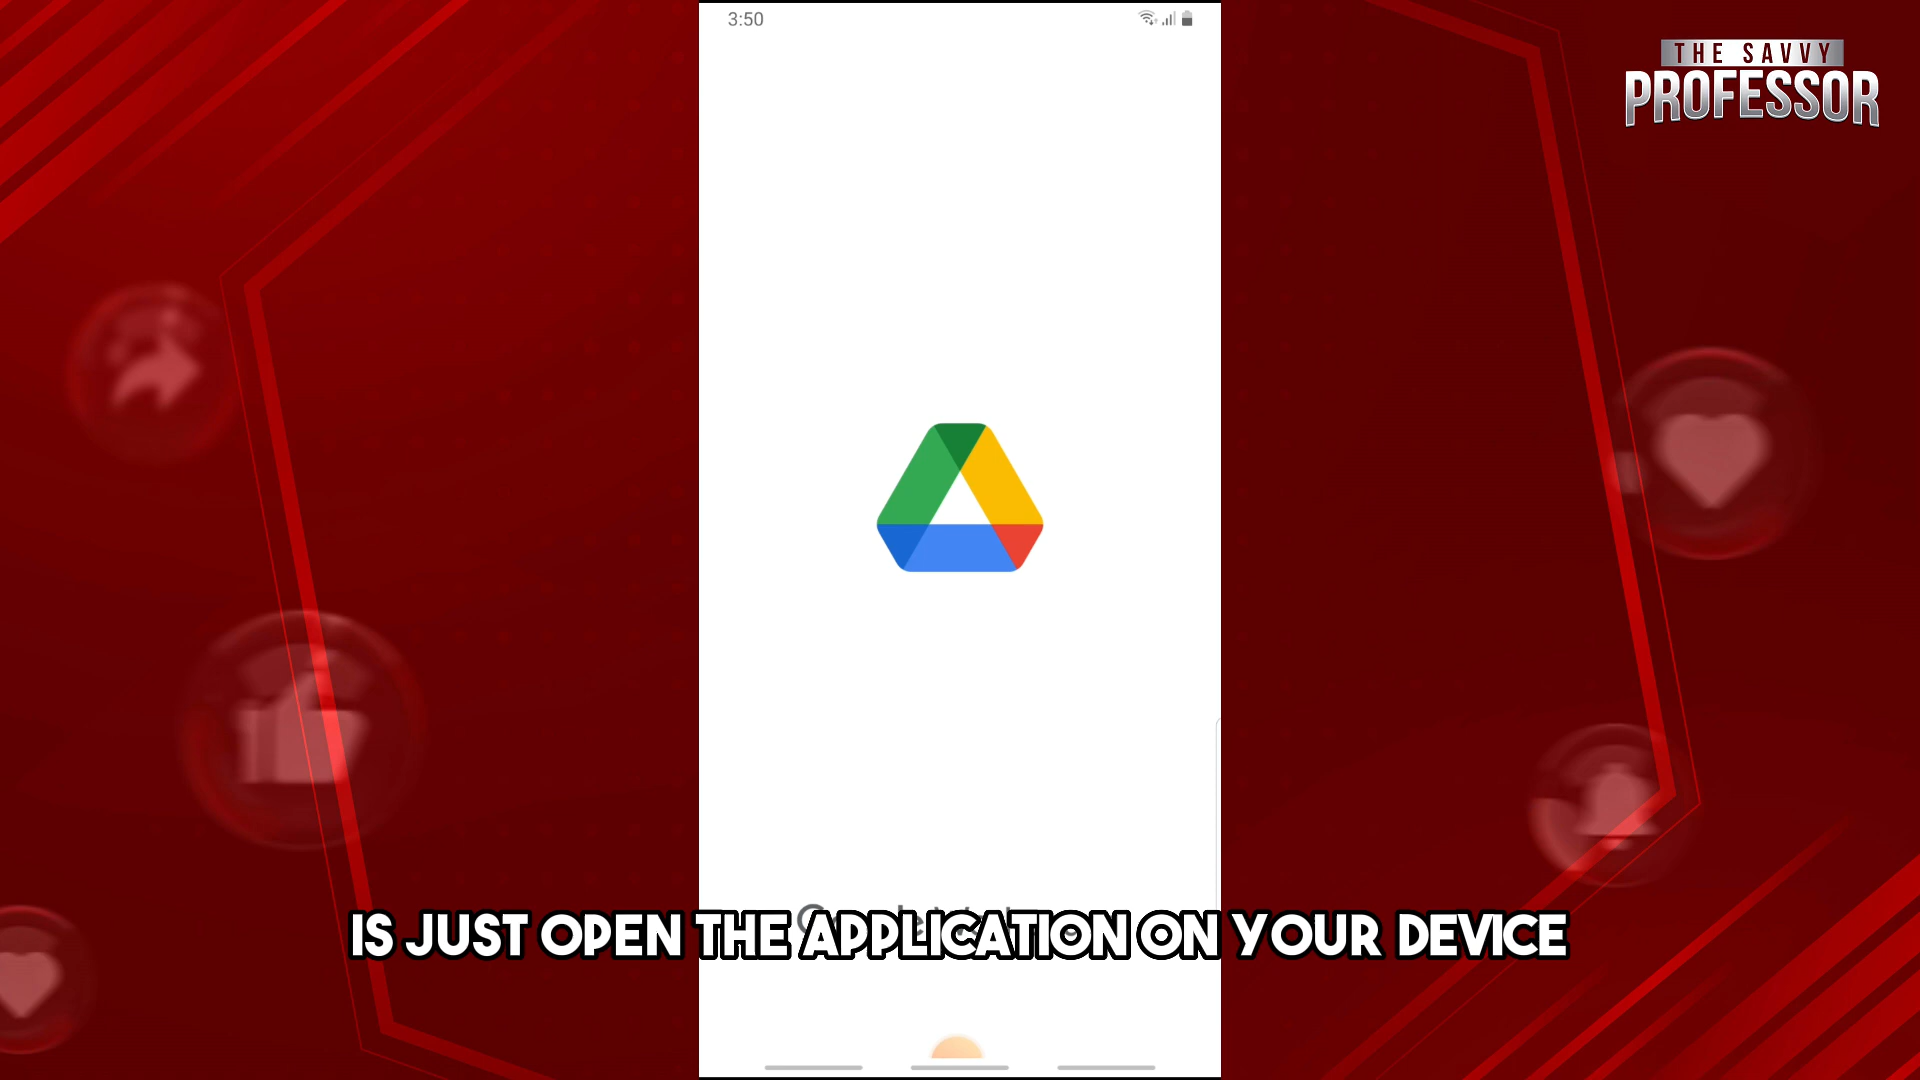 3:50
THE SAVVY
PROFESSOR
IS JUST OPEN THE APPLICATION ON YOUR DEVICE